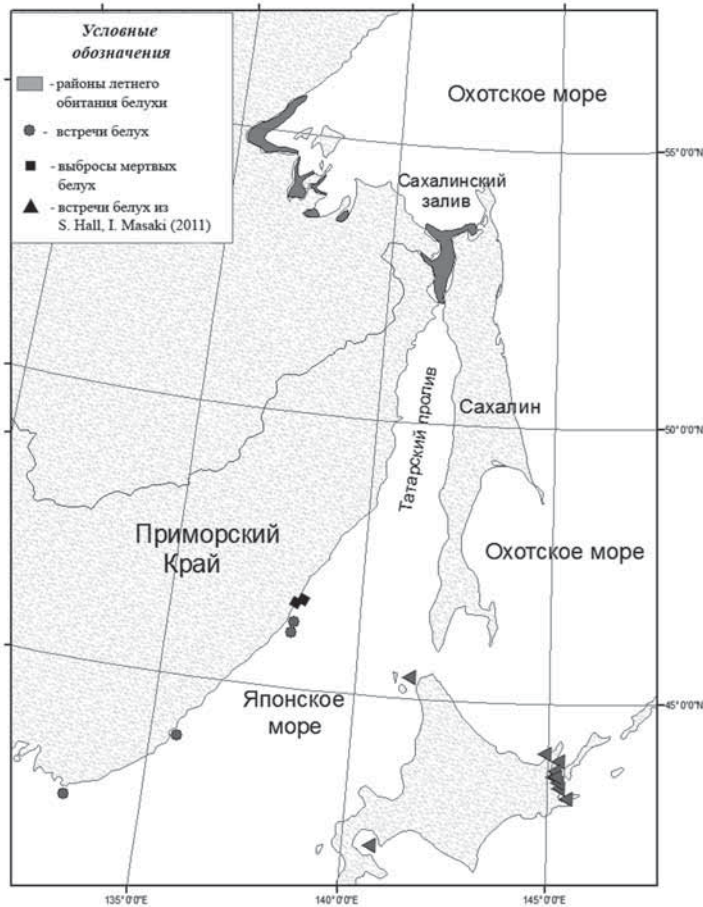 Условные
обозначения
- районы летнего
обитания белухи
- встречи белух
- выбросы мертвых
белух
- встречи белух из
S. Hall, I. Masaki (2011)
Охотское море
55°0'0"N
Сахалинский
залив
Татарский пролив
Сахалин
50°0'0"N
Приморский
Край
Охотское море
Японское
море
45°0'0"N
135°0'0"E
140°0'0"E
145°0'0"E